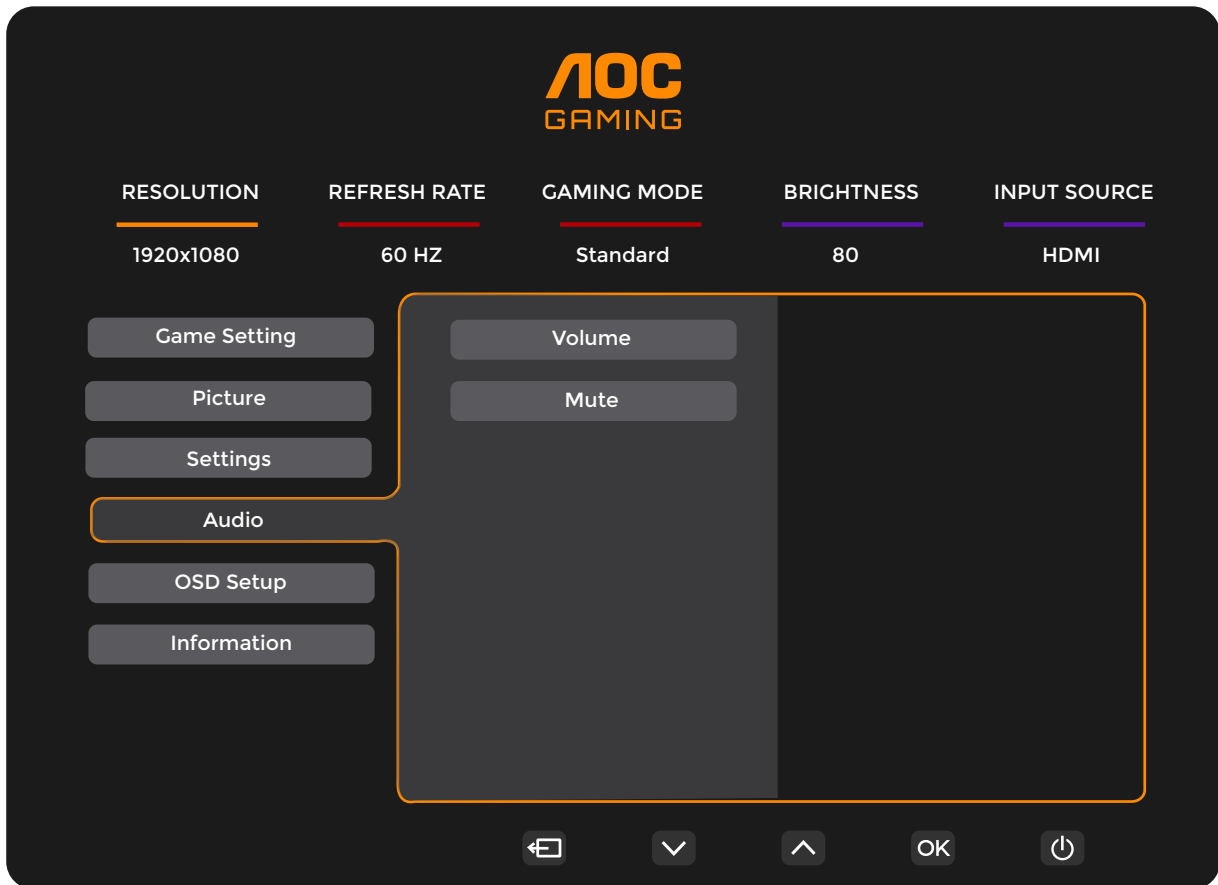 AOC
GAMING
RESOLUTION REFRESH RATE GAMING MODE BRIGHTNESS INPUT SOURCE
1920x1080 60 HZ Standard 80 HDMI
Game Setting Volume
Picture Mute
Settings
Audio
OSD Setup
Information
OK